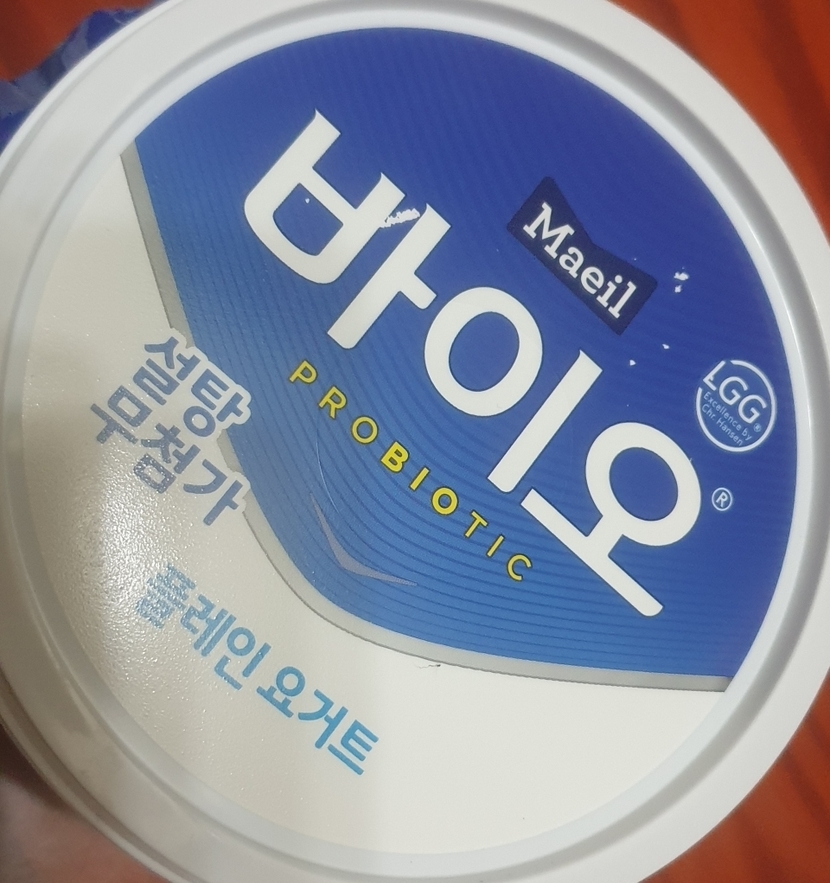 Maeil
바이오®
PROBIOTIC
LGG®
Excellence by
Chr. Hansen
설탕
무첨가
플레인 요거트